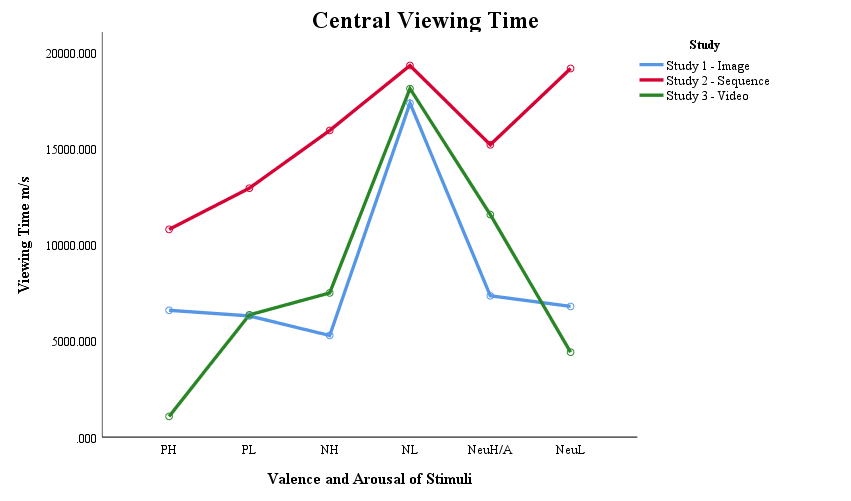 Central Viewing Time
Study
Study 1 - Image
Study 2 - Sequence
Study 3 - Video
Viewing Time m/s
20000.000
15000.000
10000.000
5000.000
.000
PH PL NH NL NeuH/A NeuL
Valence and Arousal of Stimuli